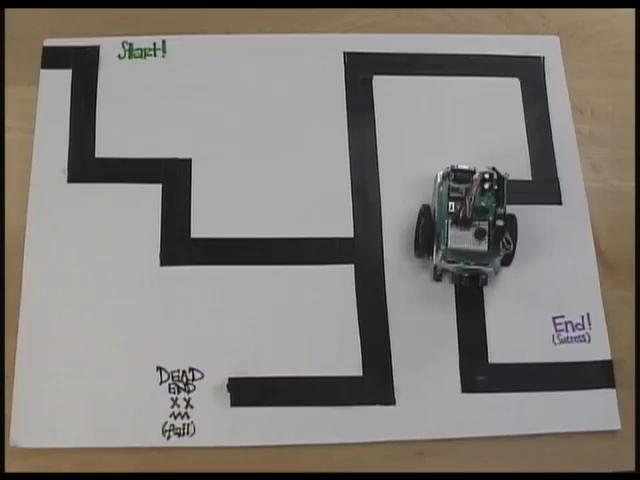 Start!
End!
(Success)
DEAD
END
X X
(fail)